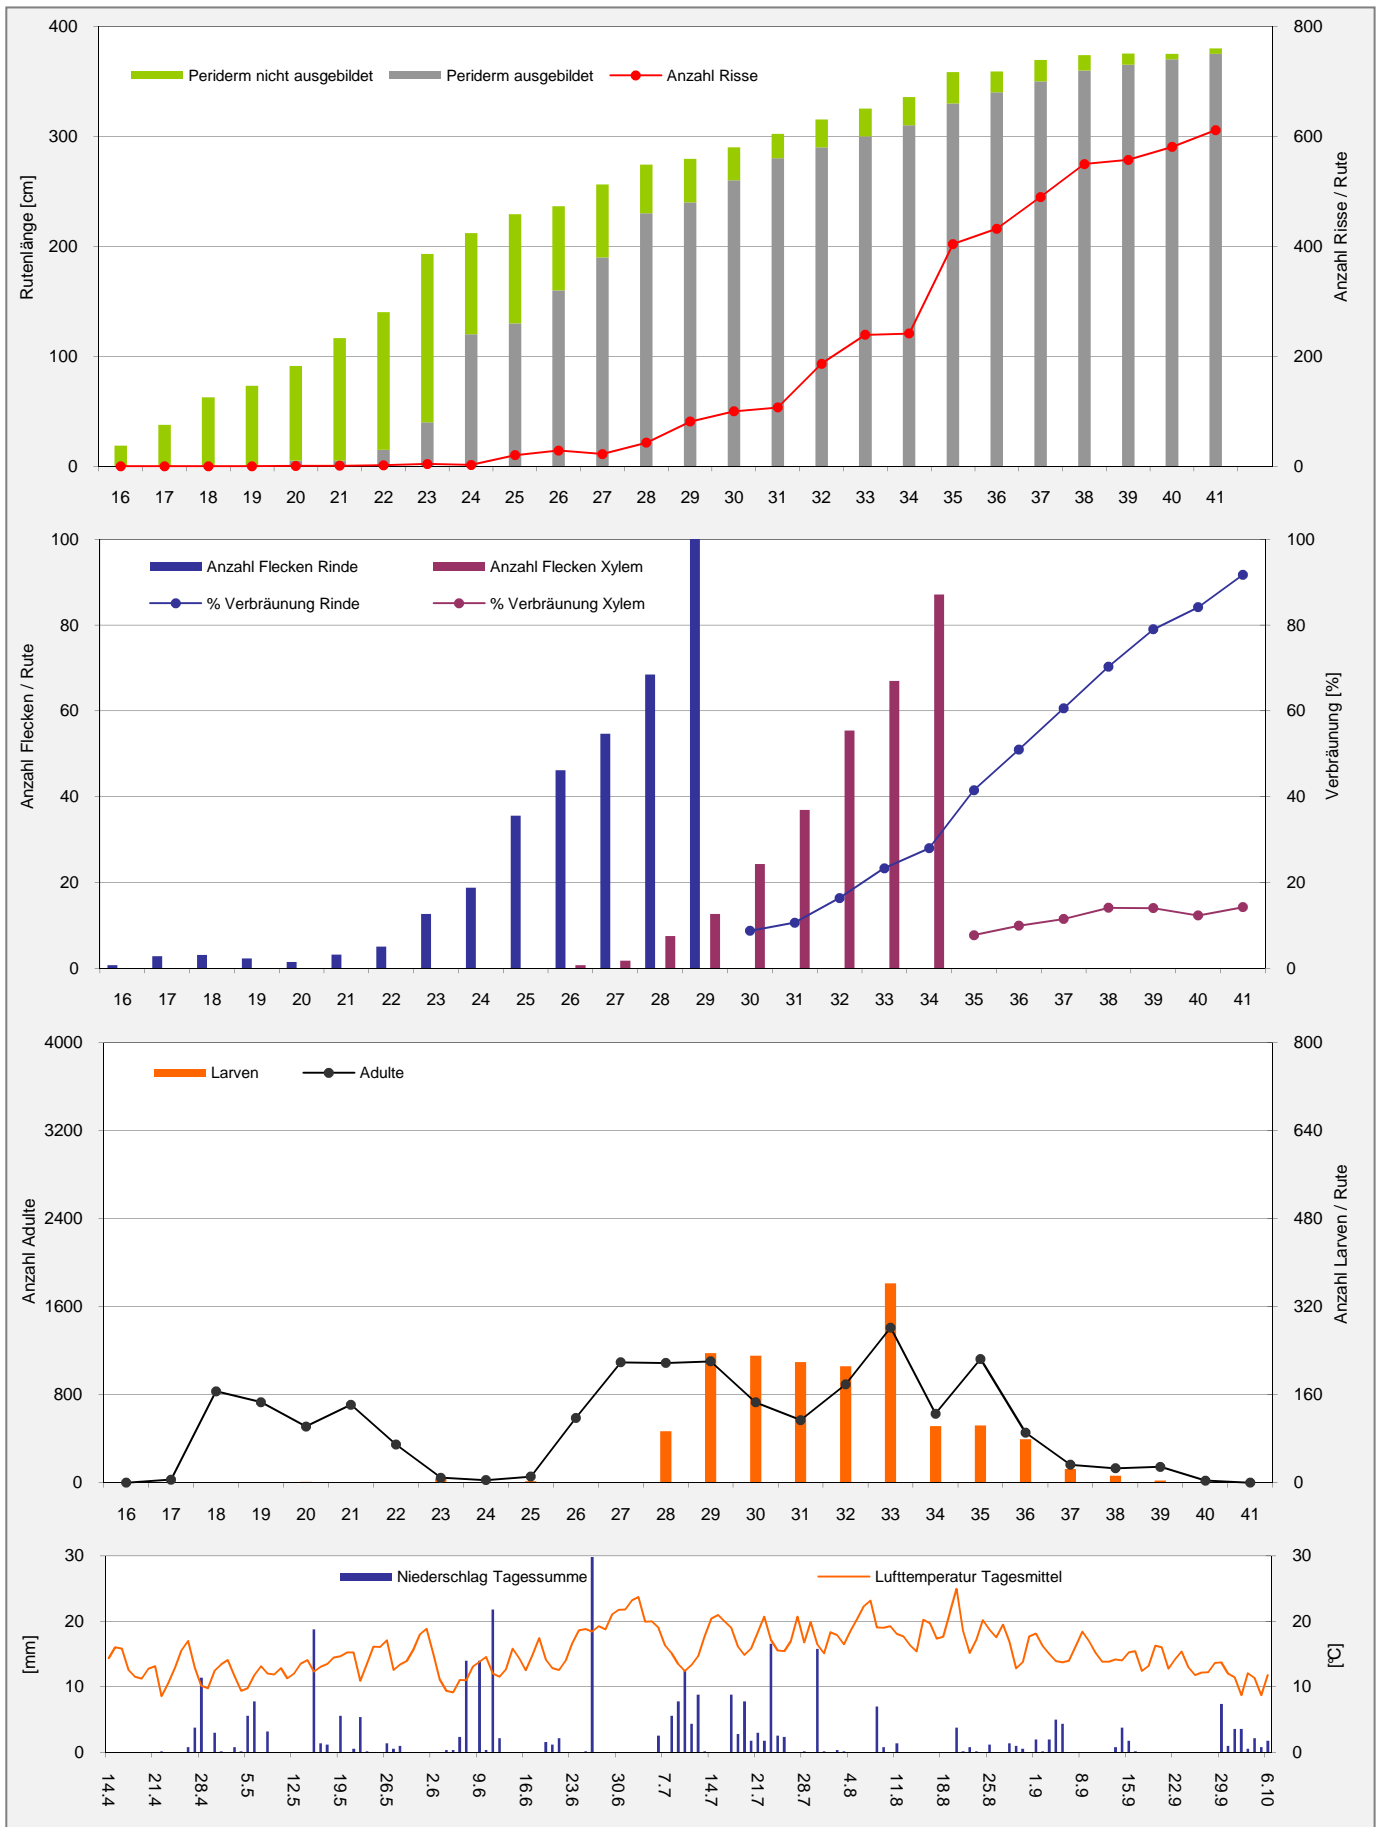 400
800
Periderm nicht ausgebildet
Periderm ausgebildet
Anzahl Risse
300
600
Rutenlänge [cm]
Anzahl Risse / Rute
200
400
100
200
0
0
16 17 18 19 20 21 22 23 24 25 26 27 28 29 30 31 32 33 34 35 36 37 38 39 40 41
100
100
Anzahl Flecken Rinde
Anzahl Flecken Xylem
% Verbräunung Rinde
% Verbräunung Xylem
80
80
Anzahl Flecken / Rute
Verbräunung [%]
60
60
40
40
20
20
0
0
16 17 18 19 20 21 22 23 24 25 26 27 28 29 30 31 32 33 34 35 36 37 38 39 40 41
4000
800
Larven
Adulte
3200
640
Anzahl Adulte
Anzahl Larven / Rute
2400
480
1600
320
800
160
0
0
16 17 18 19 20 21 22 23 24 25 26 27 28 29 30 31 32 33 34 35 36 37 38 39 40 41
30
30
Niederschlag Tagessumme
Lufttemperatur Tagesmittel
20
20
[mm]
[°C]
10
10
0
0
14.4 21.4 28.4 5.5 12.5 19.5 26.5 2.6 9.6 16.6 23.6 30.6 7.7 14.7 21.7 28.7 4.8 11.8 18.8 25.8 1.9 8.9 15.9 22.9 29.9 6.10